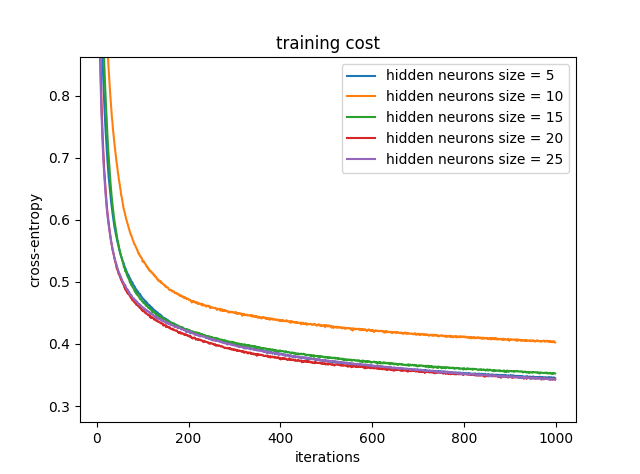 training cost
hidden neurons size = 5
hidden neurons size = 10
hidden neurons size = 15
hidden neurons size = 20
hidden neurons size = 25
cross-entropy
0.8
0.7
0.6
0.5
0.4
0.3
0 200 400 600 800 1000
iterations